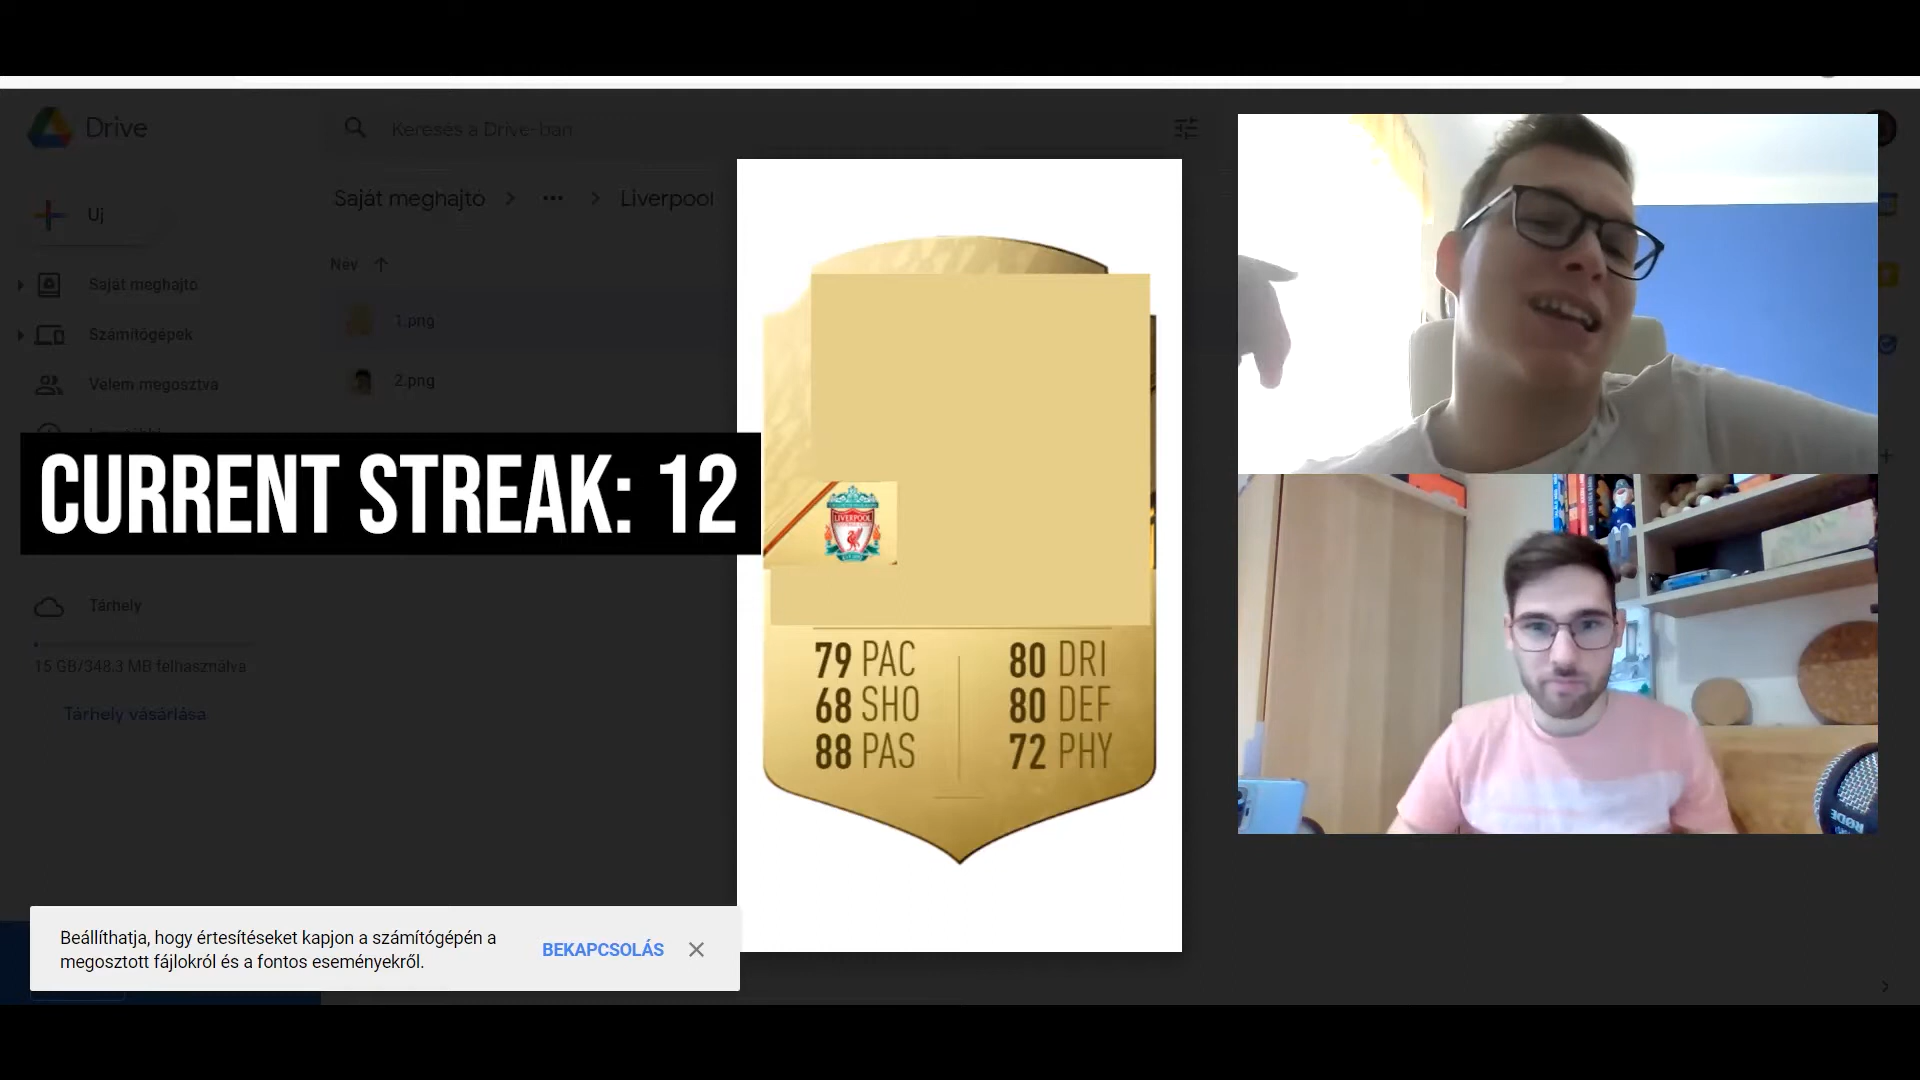 Drive
Keresés a Drive-ban
Saját meghajtó
Liverpool
Új
Név
Saját meghajtó
1.png
Számítógépek
Velem megosztva
2.png
CURRENT STREAK: 12
LIVERPOOL
Tárhely
15 GB/348.3 MB felhasználva
Tárhely vásárlása
79 PAC
80 DRI
68 SHO
80 DEF
88 PAS
72 PHY
RØDE
Beállíthatja, hogy értesítéseket kapjon a számítógépén a
megosztott fájlokról és a fontos eseményekről.
BEKAPCSOLÁS